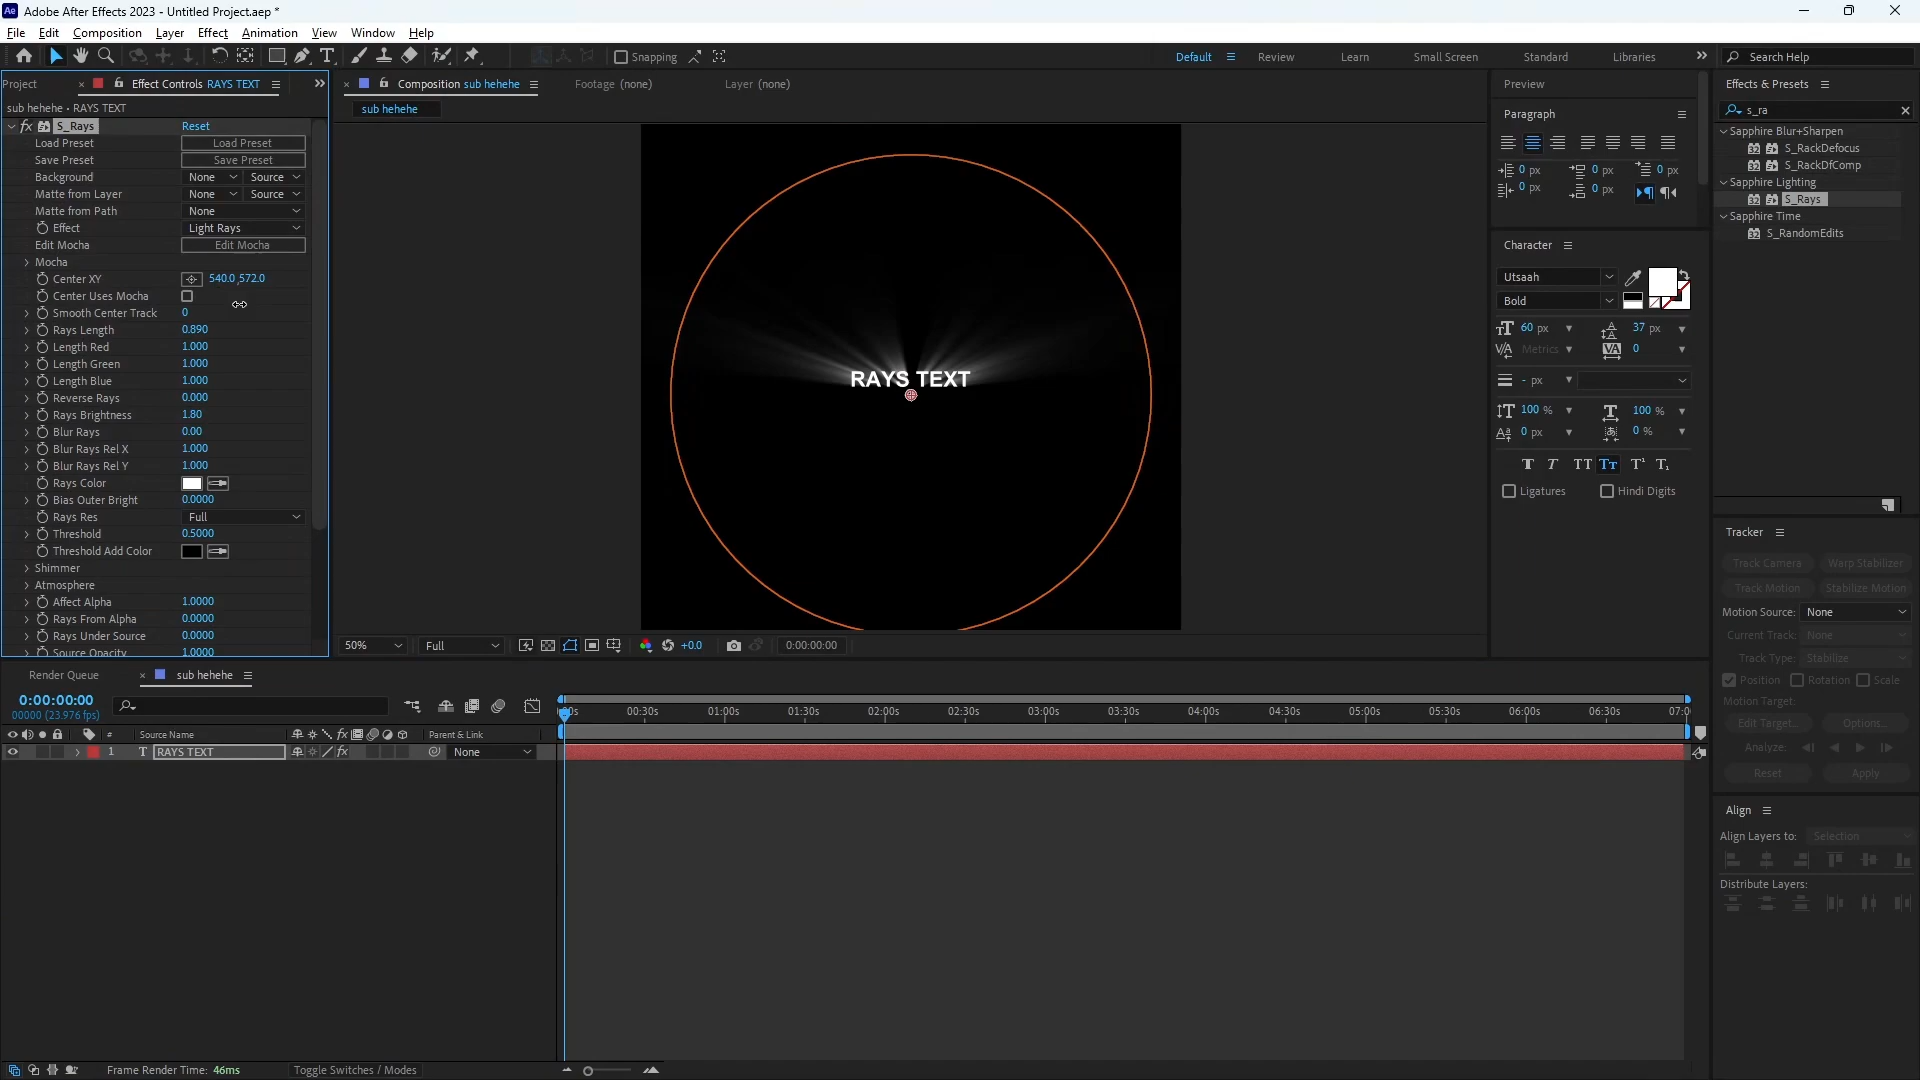 Adobe After Effects 2023 - Untitled Project.aep *
File Edit Composition Layer Effect Animation View Window Help
Snapping
Default Review Learn Small Screen Standard Libraries
Search Help
Project Effect Controls RAYS TEXT
sub hehehe • RAYS TEXT
fx S_Rays Reset
Load Preset Load Preset
Save Preset Save Preset
Background None Source
Matte from Layer None Source
Matte from Path None
Effect Light Rays
Edit Mocha Edit Mocha
Mocha
Center XY 540.0 ,572.0
Center Uses Mocha
Smooth Center Track 0
Rays Length 0.890
Length Red 1.000
Length Green 1.000
Length Blue 1.000
Reverse Rays 0.000
Rays Brightness 1.80
Blur Rays 0.00
Blur Rays Rel X 1.000
Blur Rays Rel Y 1.000
Rays Color
Bias Outer Bright 0.0000
Rays Res Full
Threshold 0.5000
Threshold Add Color
Shimmer
Atmosphere
Affect Alpha 1.0000
Rays From Alpha 0.0000
Rays Under Source 0.0000
Source Opacity 1.0000
Composition sub hehehe
Footage (none)
Layer (none)
sub hehehe
RAYS TEXT
50% Full +0.0 0:00:00:00
Preview
Paragraph
0 px 0 px 0 px
0 px 0 px
Character
Utsaah
Bold
60 px 37 px
Metrics 0
- px
100 % 100 %
0 px 0 %
T T TT Tt T¹ T₁
Ligatures Hindi Digits
Effects & Presets
s_ra
Sapphire Blur+Sharpen
S_RackDefocus
S_RackDfComp
Sapphire Lighting
S_Rays
Sapphire Time
S_RandomEdits
Tracker
Track Camera Warp Stabilizer
Track Motion Stabilize Motion
Motion Source: None
Current Track: None
Track Type: Stabilize
Position Rotation Scale
Motion Target:
Edit Target... Options...
Analyze:
Reset Apply
Align
Align Layers to: Selection
Distribute Layers:
Render Queue sub hehehe
0:00:00:00
00000 (23.976 fps)
00:30s 01:00s 01:30s 02:00s 02:30s 03:00s 03:30s 04:00s 04:30s 05:00s 05:30s 06:00s 06:30s 07:0
# Source Name fx Parent & Link
1 T RAYS TEXT fx None
Frame Render Time: 46ms Toggle Switches / Modes